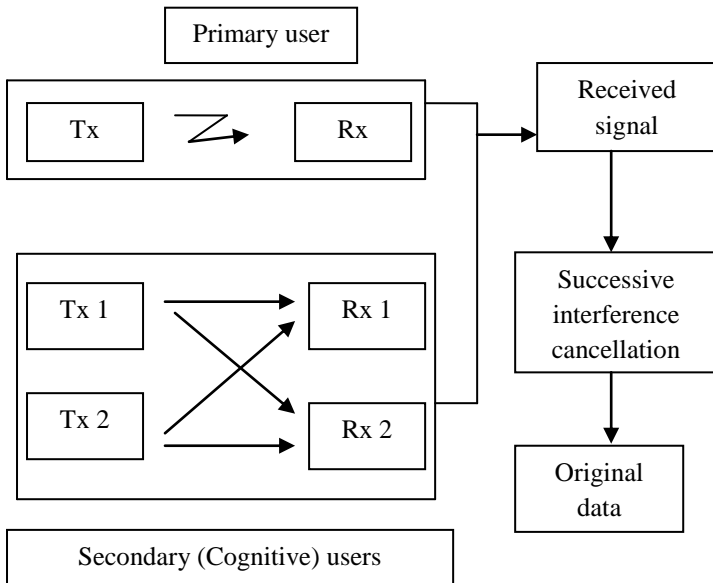 Primary user
Tx
Rx
Received
signal
Tx 1
Rx 1
Tx 2
Rx 2
Successive
interference
cancellation
Original
data
Secondary (Cognitive) users